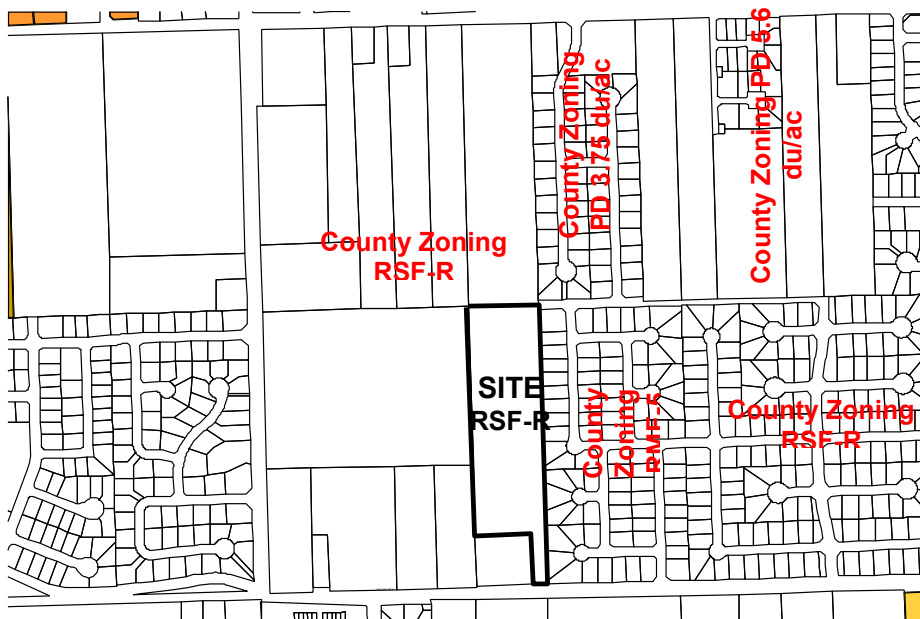 County Zoning
PD 3.75 du/ac
County Zoning PD 5.6
du/ac
County Zoning
RSF-R
SITE
RSF-R
County
Zoning
RMF-5
County Zoning
RSF-R